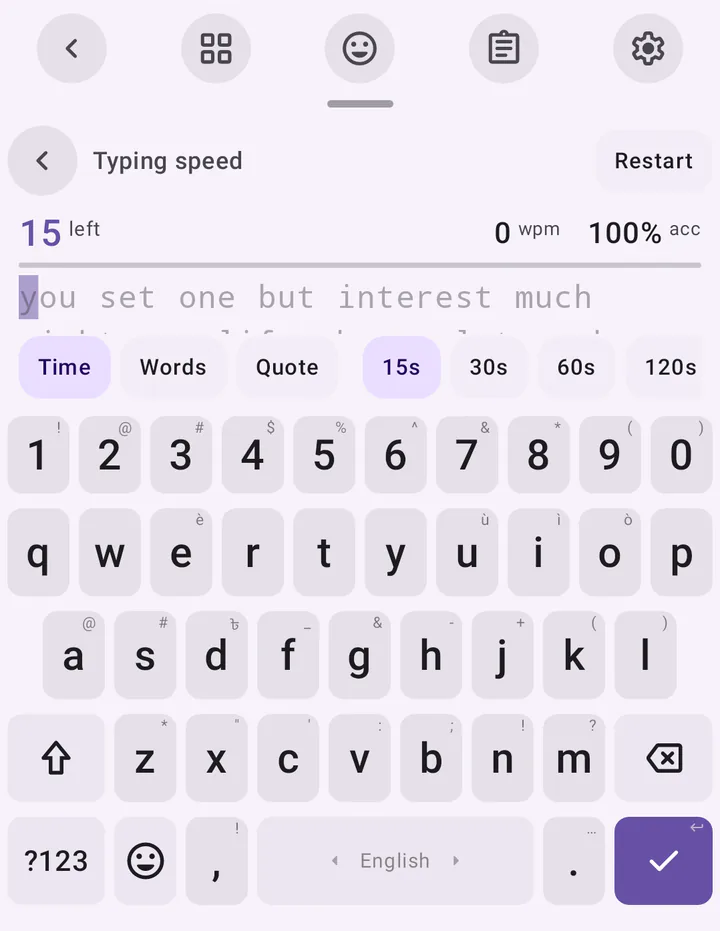 Typing speed
Restart
15 left
0 wpm 100% acc
you set one but interest much
Time Words Quote 15s 30s 60s 120s
! @ # $ % ^ & * ( )
1 2 3 4 5 6 7 8 9 0
è ù ì ò
q w e r t y u i o p
@ # ъ _ & - + ( )
a s d f g h j k l
* " ' : ; ! ?
z x c v b n m
! …
?123 , English .